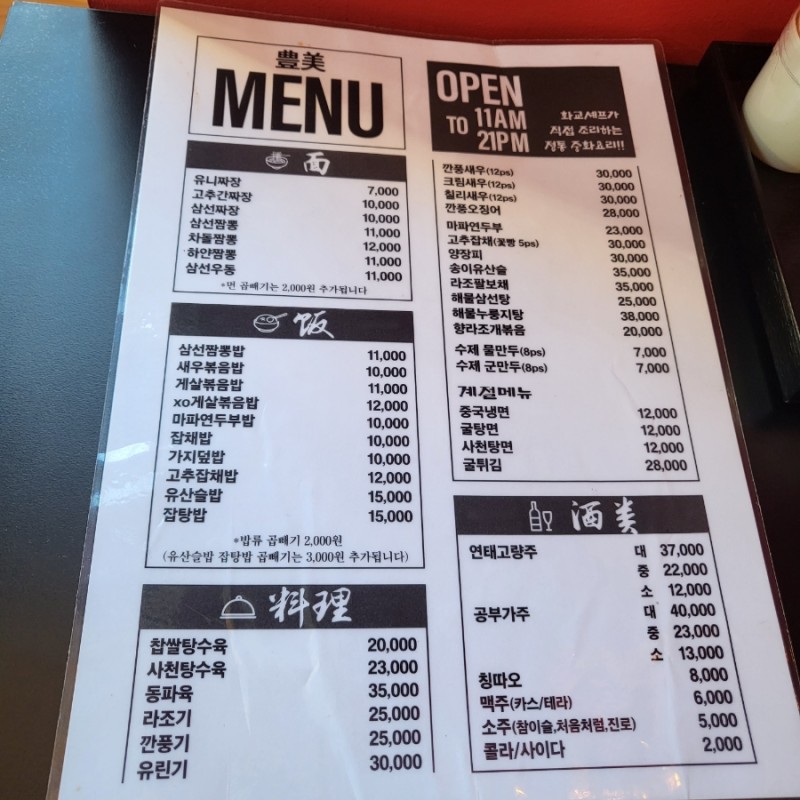 豊美
MENU
OPEN
TO 11AM
21PM
화교셰프가
직접 조리하는
정통 중화요리!!
面
유니짜장 7,000
고추간짜장 10,000
삼선짜장 10,000
삼선짬뽕 11,000
차돌짬뽕 12,000
하얀짬뽕 11,000
삼선우동 11,000
*면 곱빼기는 2,000원 추가됩니다
饭
삼선짬뽕밥 11,000
새우볶음밥 10,000
게살볶음밥 11,000
xo게살볶음밥 12,000
마파연두부밥 10,000
잡채밥 10,000
가지덮밥 10,000
고추잡채밥 12,000
유산슬밥 15,000
잡탕밥 15,000
*밥류 곱빼기 2,000원
(유산슬밥 잡탕밥 곱빼기는 3,000원 추가됩니다)
料理
찹쌀탕수육 20,000
사천탕수육 23,000
동파육 35,000
라조기 25,000
깐풍기 25,000
유린기 30,000
깐풍새우(12ps) 30,000
크림새우(12ps) 30,000
칠리새우(12ps) 30,000
깐풍오징어 28,000
마파연두부 23,000
고추잡채(꽃빵 5ps) 30,000
양장피 30,000
송이유산슬 35,000
라조팔보채 35,000
해물삼선탕 25,000
해물누룽지탕 38,000
향라조개볶음 20,000
수제 물만두(8ps) 7,000
수제 군만두(8ps) 7,000
계절메뉴
중국냉면 12,000
굴탕면 12,000
사천탕면 12,000
굴튀김 28,000
酒类
연태고량주 대 37,000
중 22,000
소 12,000
공부가주 대 40,000
중 23,000
소 13,000
칭따오 8,000
맥주(카스/테라) 6,000
소주(참이슬,처음처럼,진로) 5,000
콜라/사이다 2,000